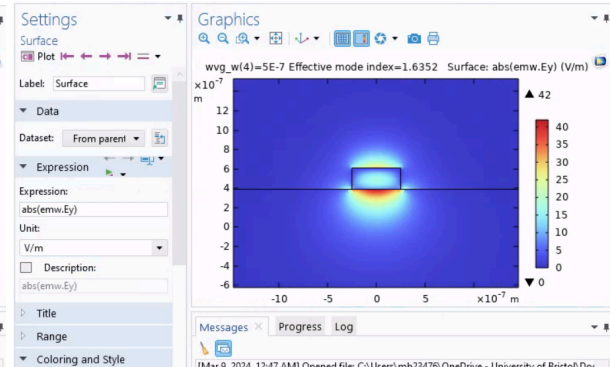 Settings
Surface
Plot
Label: Surface
Data
Dataset: From parent
Expression
Expression:
abs(emw.Ey)
Unit:
V/m
Description:
abs(emw.Ey)
Title
Range
Coloring and Style
Graphics
wvg_w(4)=5E-7 Effective mode index=1.6352 Surface: abs(emw.Ey) (V/m)
×10⁻⁷
m
12
10
8
6
4
2
0
-2
-4
-6
-10 -5 0 5 ×10⁻⁷ m
▲ 42
40
35
30
25
20
15
10
5
0
▼ 0
Messages Progress Log
[Mar 9, 2024, 12:47 AM] Opened file: C:\Users\mh23476\OneDrive - University of Bristol\Do